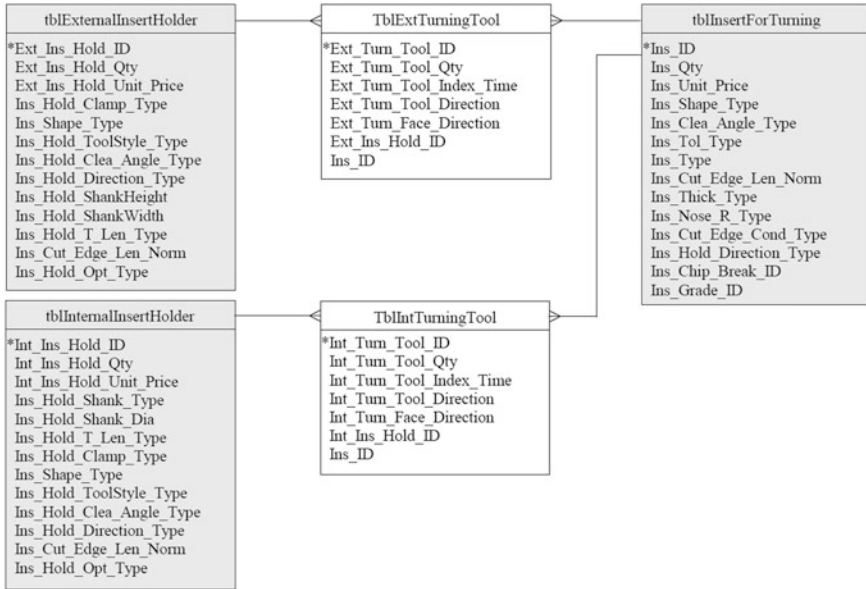 tblExternalInsertHolder
*Ext_Ins_Hold_ID
Ext_Ins_Hold_Qty
Ext_Ins_Hold_Unit_Price
Ins_Hold_Clamp_Type
Ins_Shape_Type
Ins_Hold_ToolStyle_Type
Ins_Hold_Clea_Angle_Type
Ins_Hold_Direction_Type
Ins_Hold_ShankHeight
Ins_Hold_ShankWidth
Ins_Hold_T_Len_Type
Ins_Cut_Edge_Len_Norm
Ins_Hold_Opt_Type
TblExtTurningTool
*Ext_Turn_Tool_ID
Ext_Turn_Tool_Qty
Ext_Turn_Tool_Index_Time
Ext_Turn_Tool_Direction
Ext_Turn_Face_Direction
Ext_Ins_Hold_ID
Ins_ID
tblInsertForTurning
*Ins_ID
Ins_Qty
Ins_Unit_Price
Ins_Shape_Type
Ins_Clea_Angle_Type
Ins_Tol_Type
Ins_Type
Ins_Cut_Edge_Len_Norm
Ins_Thick_Type
Ins_Nose_R_Type
Ins_Cut_Edge_Cond_Type
Ins_Hold_Direction_Type
Ins_Chip_Break_ID
Ins_Grade_ID
tblInternalInsertHolder
*Int_Ins_Hold_ID
Int_Ins_Hold_Qty
Int_Ins_Hold_Unit_Price
Ins_Hold_Shank_Type
Ins_Hold_Shank_Dia
Ins_Hold_T_Len_Type
Ins_Hold_Clamp_Type
Ins_Shape_Type
Ins_Hold_ToolStyle_Type
Ins_Hold_Clea_Angle_Type
Ins_Hold_Direction_Type
Ins_Cut_Edge_Len_Norm
Ins_Hold_Opt_Type
TblIntTurningTool
*Int_Turn_Tool_ID
Int_Turn_Tool_Qty
Int_Turn_Tool_Index_Time
Int_Turn_Tool_Direction
Int_Turn_Face_Direction
Int_Ins_Hold_ID
Ins_ID